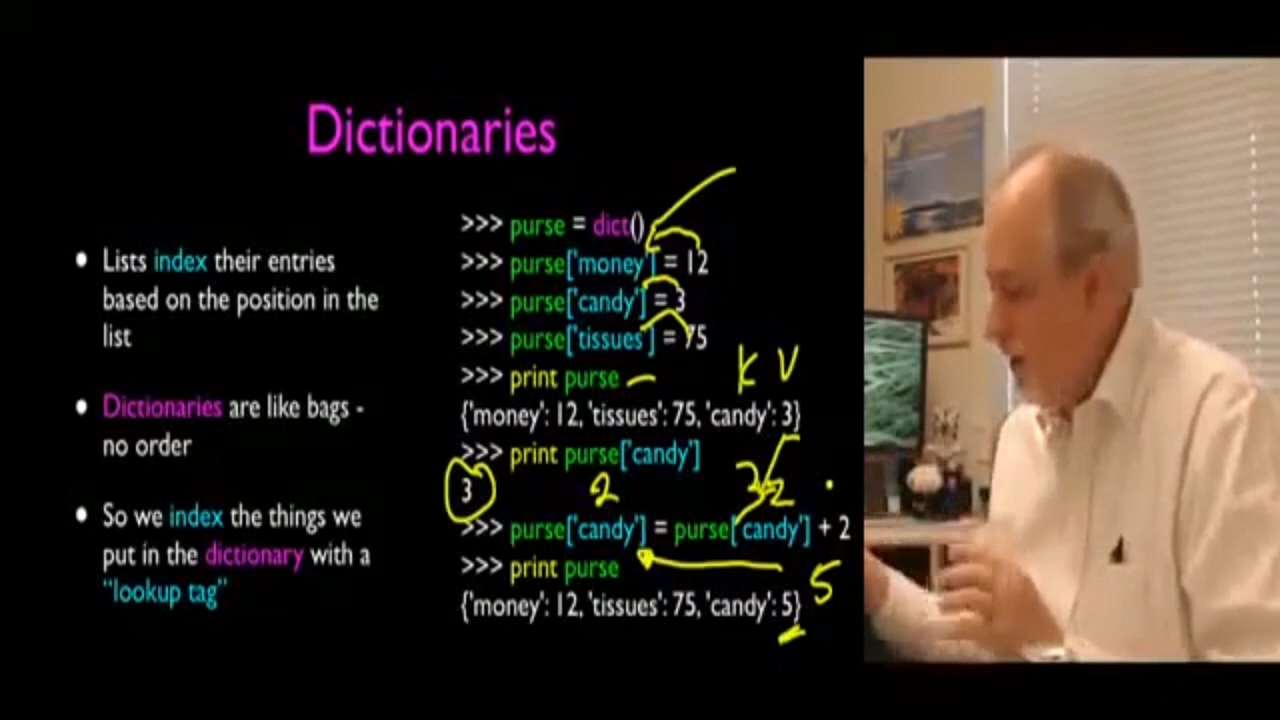 Dictionaries
• Lists index their entries
based on the position in the
list
• Dictionaries are like bags -
no order
• So we index the things we
put in the dictionary with a
"lookup tag"
>>> purse = dict()
>>> purse['money'] = 12
>>> purse['candy'] = 3
>>> purse['tissues'] = 75
>>> print purse
K V
{'money': 12, 'tissues': 75, 'candy': 3}
>>> print purse['candy']
3
2
>>> purse['candy'] = purse['candy'] + 2
>>> print purse
5
{'money': 12, 'tissues': 75, 'candy': 5}